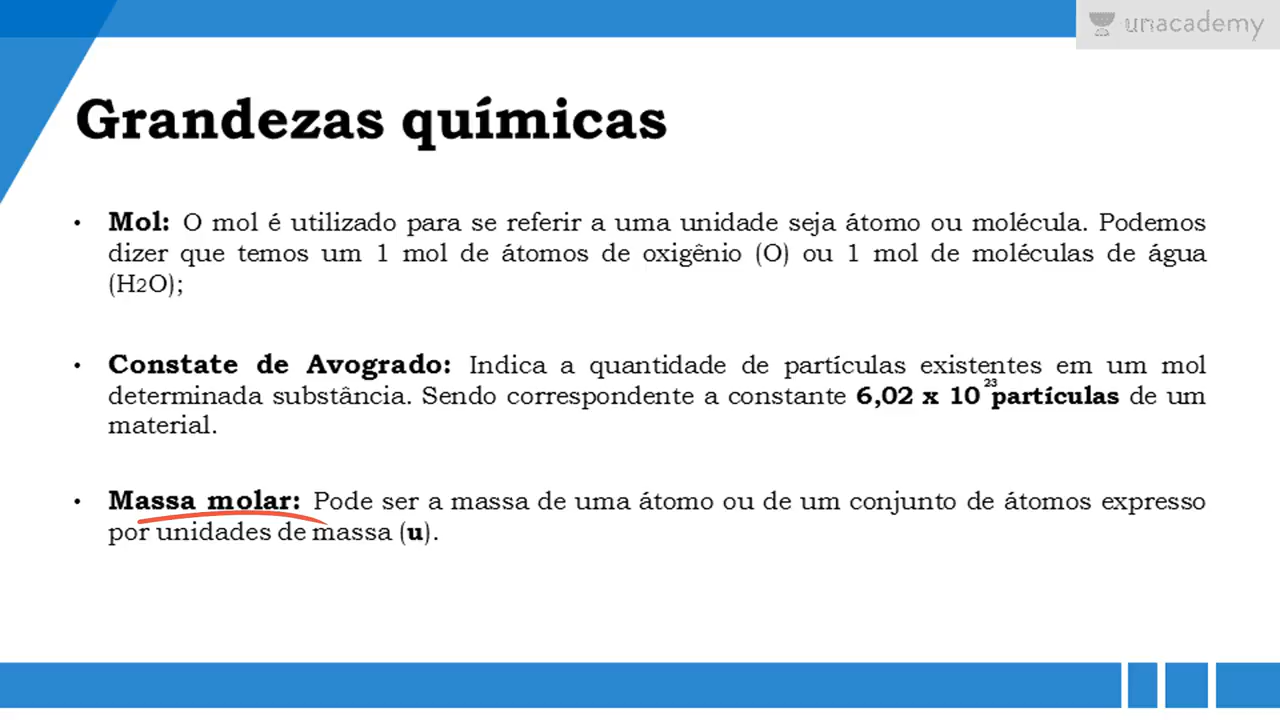 unacademy
Grandezas químicas
• Mol: O mol é utilizado para se referir a uma unidade seja átomo ou molécula. Podemos
dizer que temos um 1 mol de átomos de oxigênio (O) ou 1 mol de moléculas de água
(H2O);
• Constate de Avogrado: Indica a quantidade de partículas existentes em um mol
determinada substância. Sendo correspondente a constante 6,02 x 10²³ partículas de um
material.
• Massa molar: Pode ser a massa de uma átomo ou de um conjunto de átomos expresso
por unidades de massa (u).